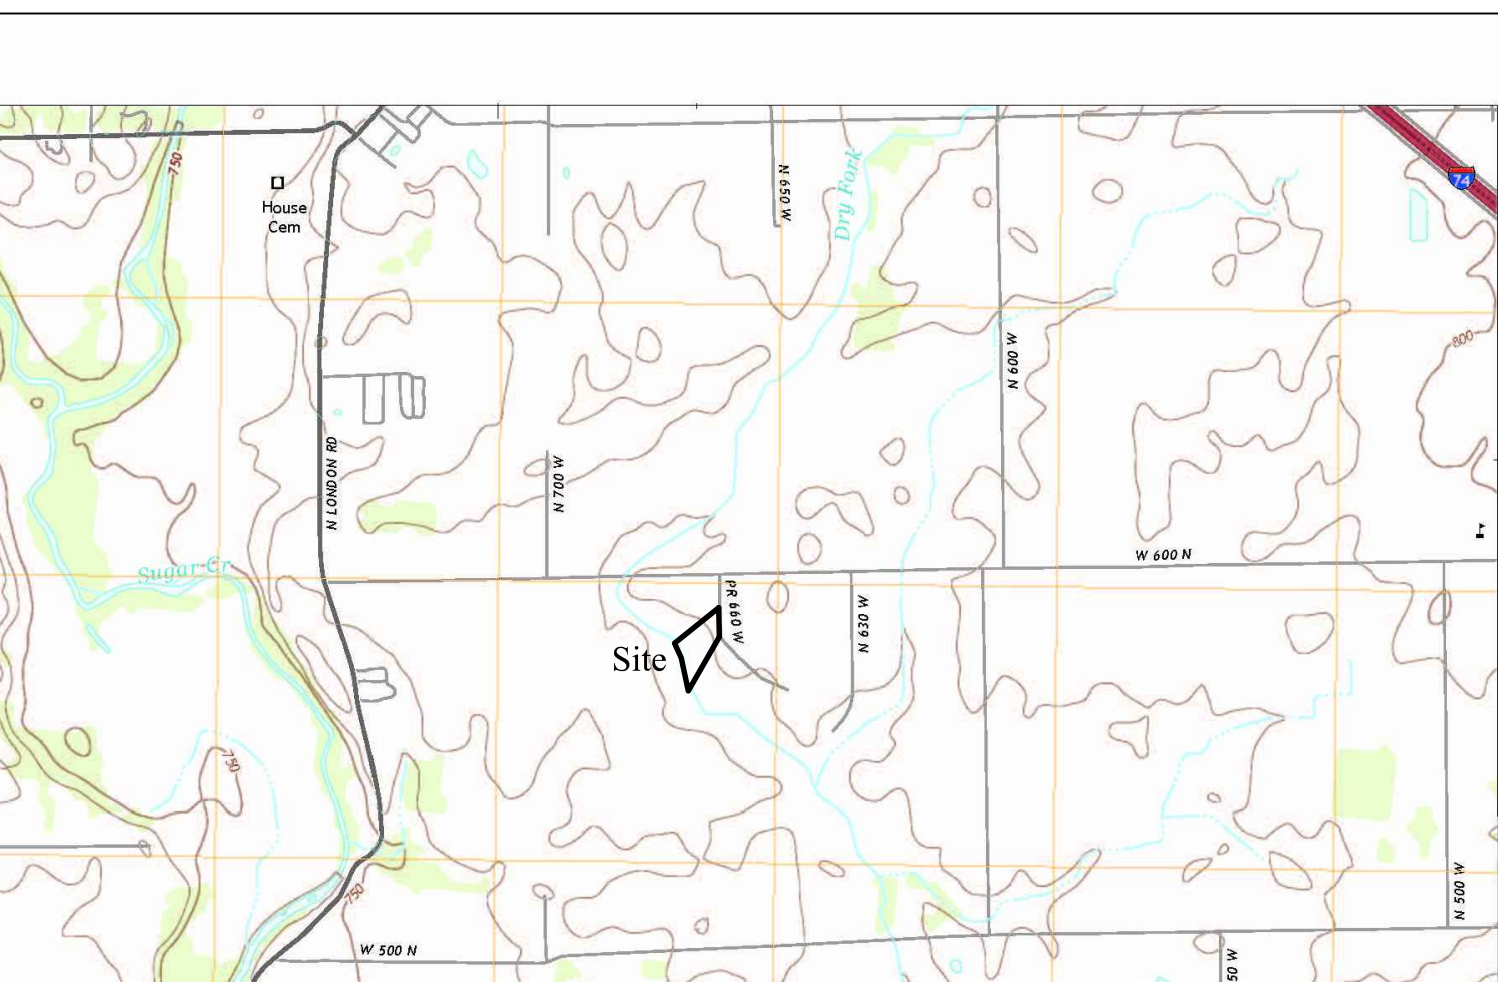 750
House
Cem
N 650 W
Dry Fork
74
N 600 W
800
N LONDON RD
N 700 W
W 600 N
Sugar Cr
PR 660 W
N 630 W
Site
750
750
N 500 W
W 500 N
50 W